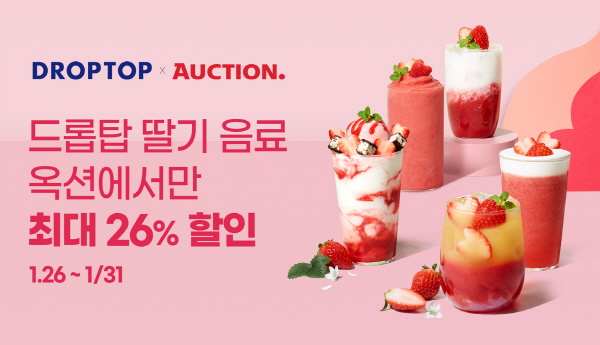 DROPTOP x AUCTION.
드롭탑 딸기 음료
옥션에서만
최대 26% 할인
1.26 ~ 1/31